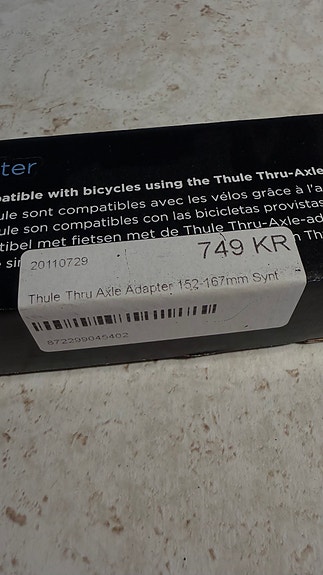 ter
patible with bicycles using the Thule Thru-Axle
ule sont compatibles avec les vélos grâce à l'a
ule son compatibles con las bicicletas provistas
tibel met fietsen met de Thule Thru-Axle-ad
e si
Th
20110729
749 KR
Thule Thru Axle Adapter 152-167mm Synt
872299045402